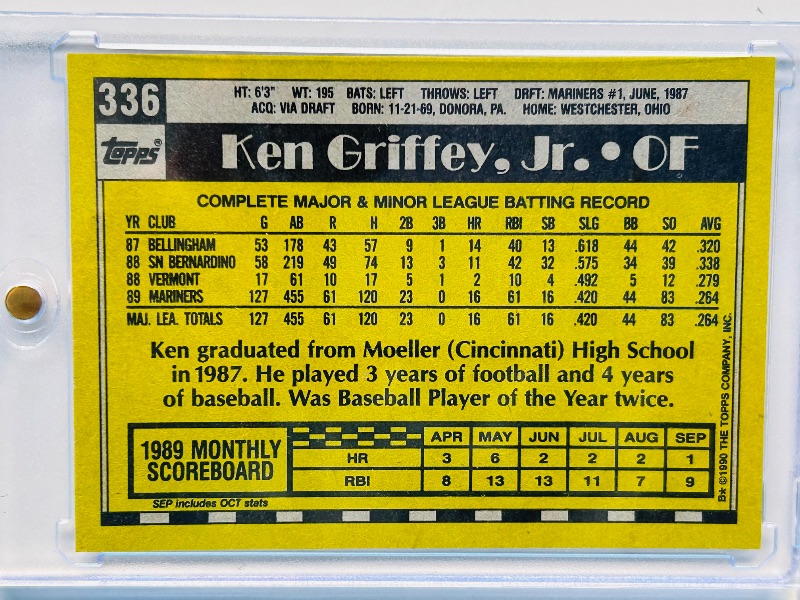 336
HT: 6'3" WT: 195 BATS: LEFT THROWS: LEFT DRFT: MARINERS #1, JUNE, 1987
ACQ: VIA DRAFT BORN: 11-21-69, DONORA, PA. HOME: WESTCHESTER, OHIO
topps®
Ken Griffey, Jr. • OF
COMPLETE MAJOR & MINOR LEAGUE BATTING RECORD
YR CLUB G AB R H 2B 3B HR RBI SB SLG BB SO AVG
87 BELLINGHAM 53 178 43 57 9 1 14 40 13 .618 44 42 .320
88 SN BERNARDINO 58 219 49 74 13 3 11 42 32 .575 34 39 .338
88 VERMONT 17 61 10 17 5 1 2 10 4 .492 5 12 .279
89 MARINERS 127 455 61 120 23 0 16 61 16 .420 44 83 .264
MAJ. LEA. TOTALS 127 455 61 120 23 0 16 61 16 .420 44 83 .264
Ken graduated from Moeller (Cincinnati) High School
in 1987. He played 3 years of football and 4 years
of baseball. Was Baseball Player of the Year twice.
1989 MONTHLY
SCOREBOARD
APR MAY JUN JUL AUG SEP
HR 3 6 2 2 2 1
RBI 8 13 13 11 7 9
SEP includes OCT stats
B* ©1990 THE TOPPS COMPANY, INC.